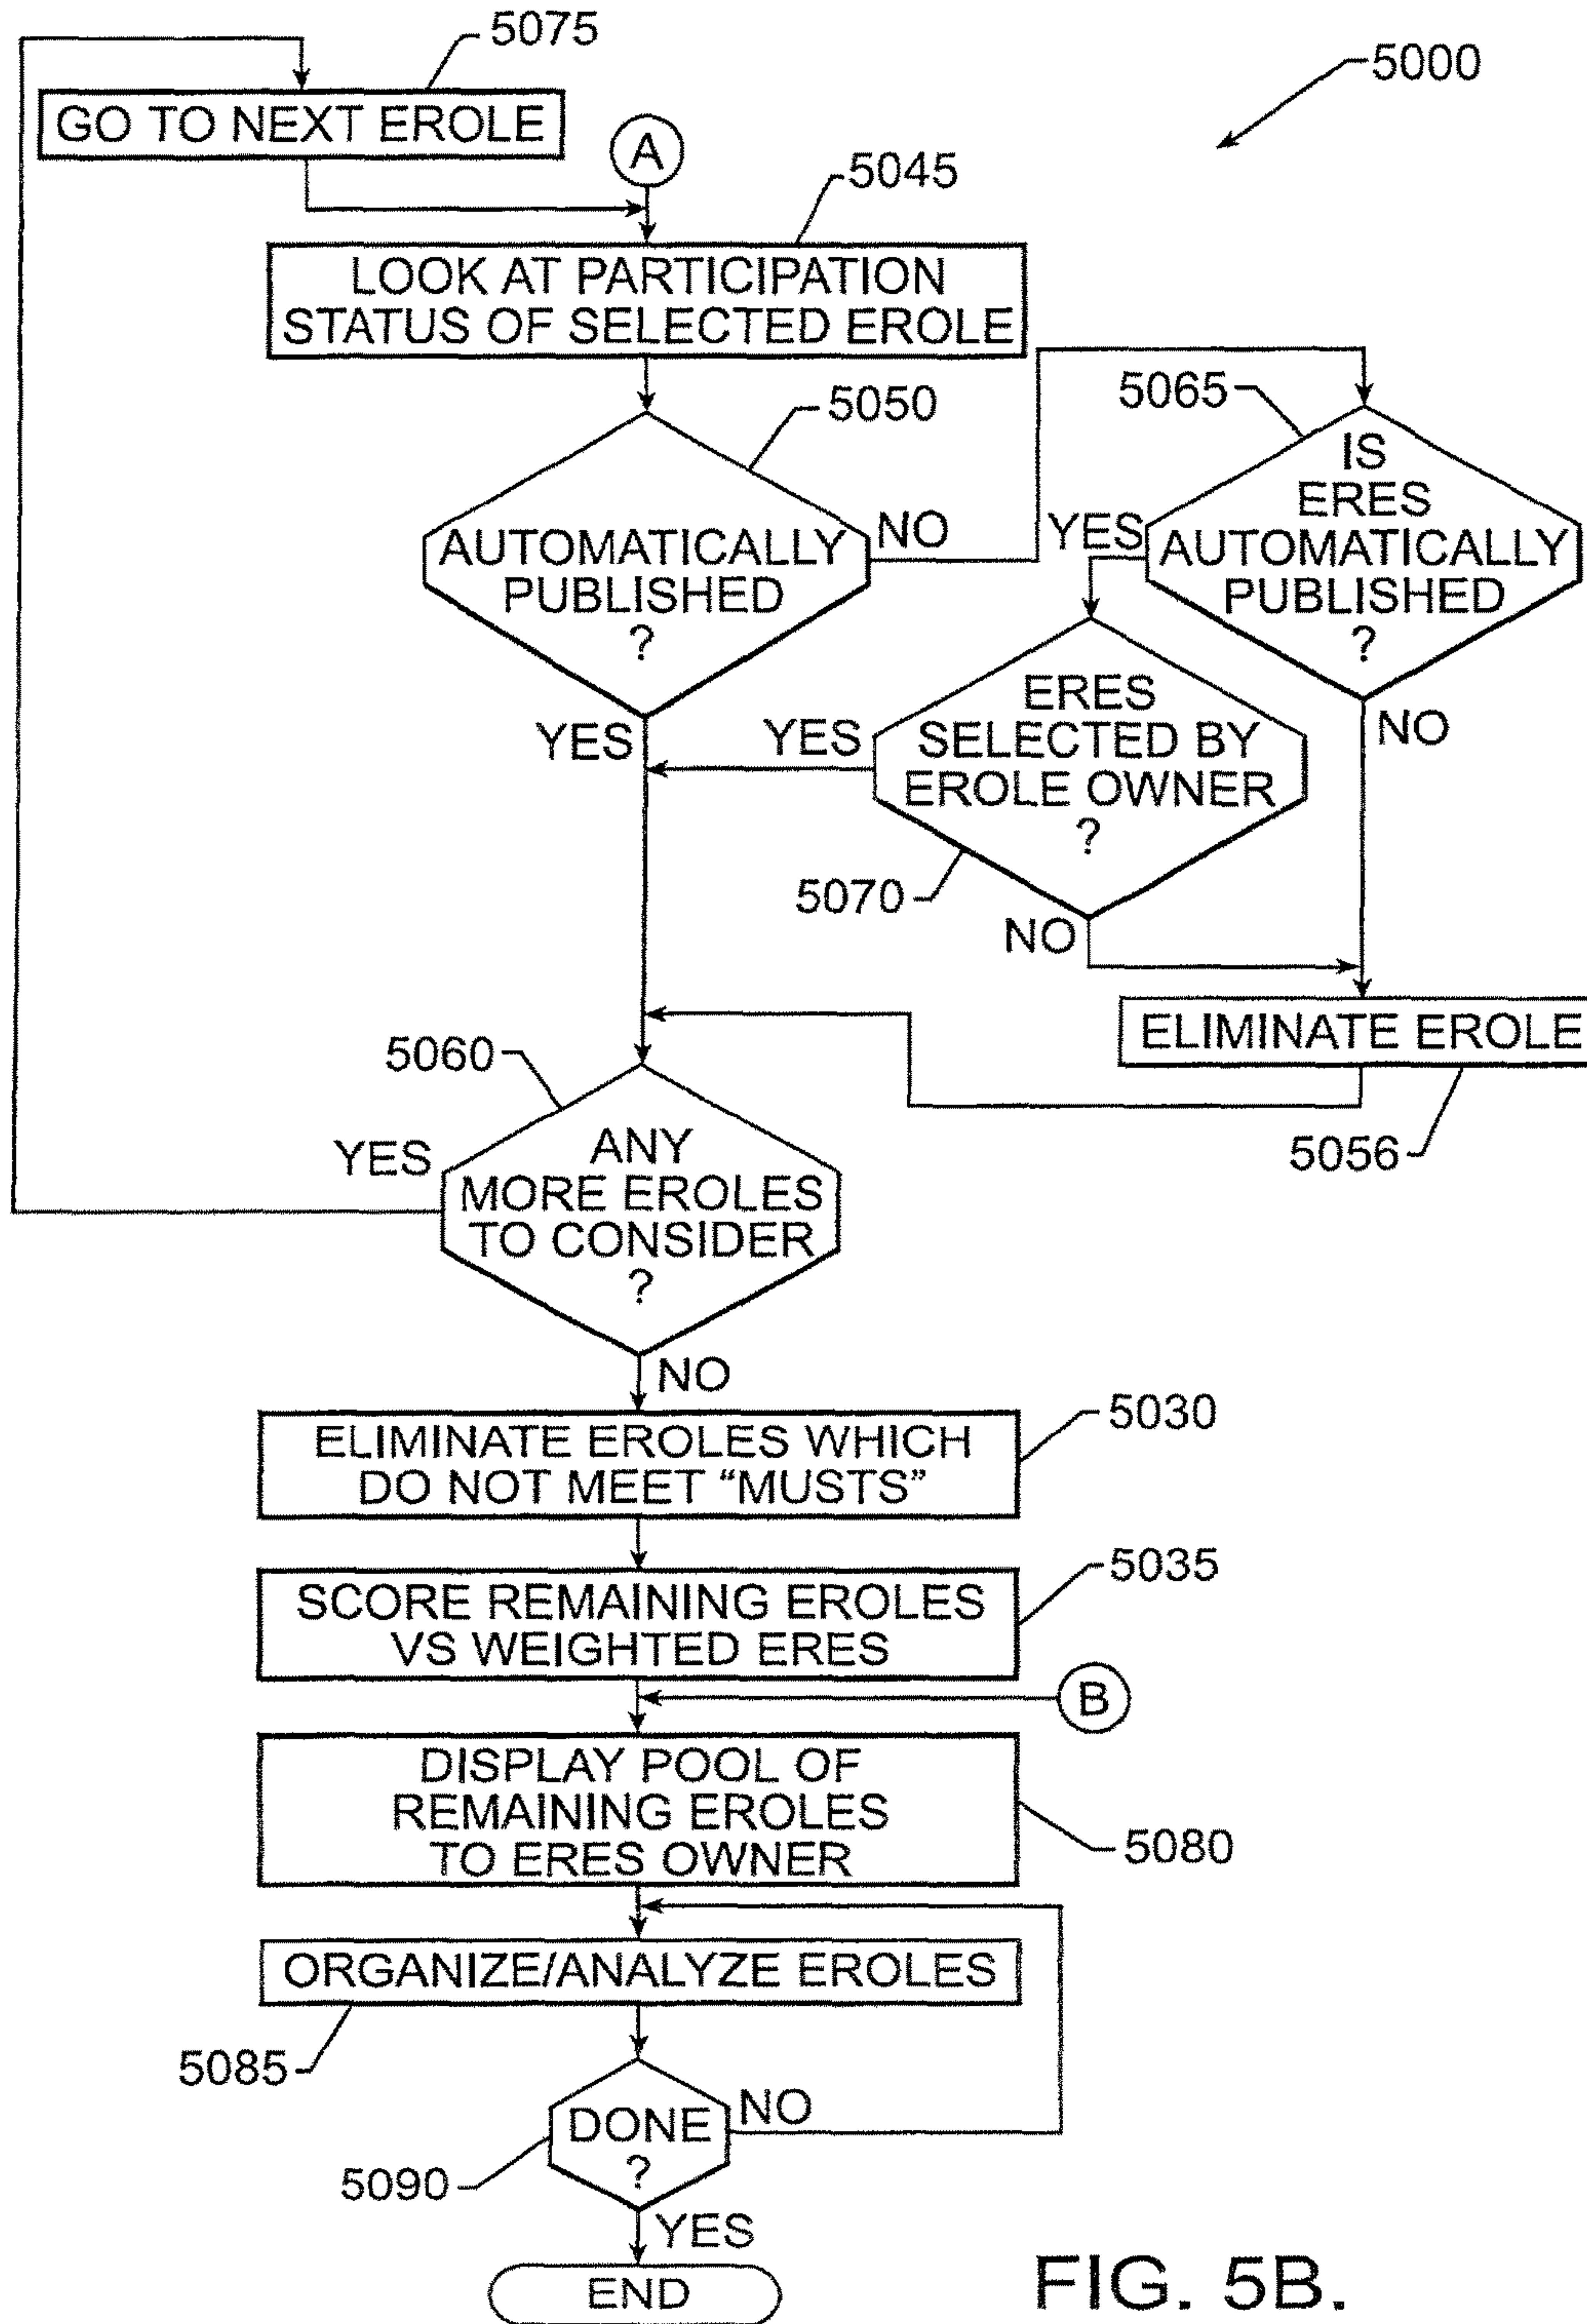 5075
5000
GO TO NEXT EROLE
A
5045
LOOK AT PARTICIPATION
STATUS OF SELECTED EROLE
5050
AUTOMATICALLY
PUBLISHED
?
NO
YES
5065
IS
ERES
AUTOMATICALLY
PUBLISHED
?
YES
NO
ERES
SELECTED BY
EROLE OWNER
?
YES
5070
NO
ELIMINATE EROLE
5056
5060
ANY
MORE EROLES
TO CONSIDER
?
YES
NO
ELIMINATE EROLES WHICH
DO NOT MEET “MUSTS”
5030
SCORE REMAINING EROLES
VS WEIGHTED ERES
5035
B
DISPLAY POOL OF
REMAINING EROLES
TO ERES OWNER
5080
ORGANIZE/ANALYZE EROLES
5085
DONE
?
NO
5090
YES
END
FIG. 5B.